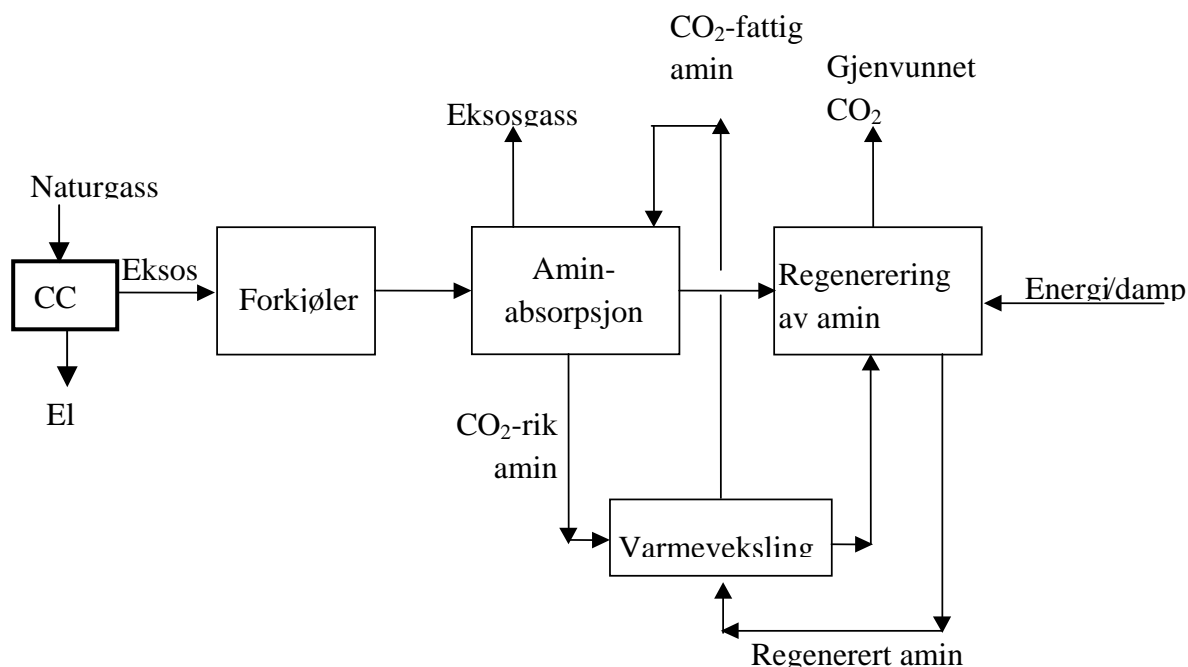 CO₂-fattig
amin
Gjenvunnet
CO₂
Eksosgass
Naturgass
Eksos
CC
Forkjøler
Amin-
absorpsjon
Regenerering
av amin
Energi/damp
El
CO₂-rik
amin
Varmeveksling
Regenerert amin